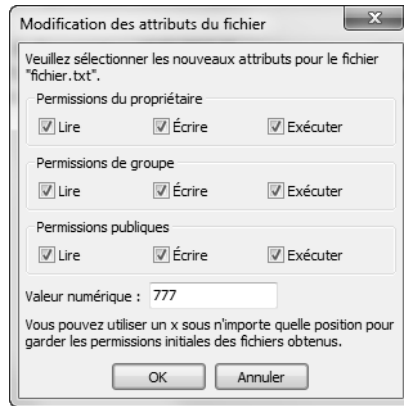 Modification des attributs du fichier
Veuillez sélectionner les nouveaux attributs pour le fichier
"fichier.txt".
Permissions du propriétaire
Lire Écrire Exécuter
Permissions de groupe
Lire Écrire Exécuter
Permissions publiques
Lire Écrire Exécuter
Valeur numérique : 777
Vous pouvez utiliser un x sous n'importe quelle position pour
garder les permissions initiales des fichiers obtenus.
OK Annuler